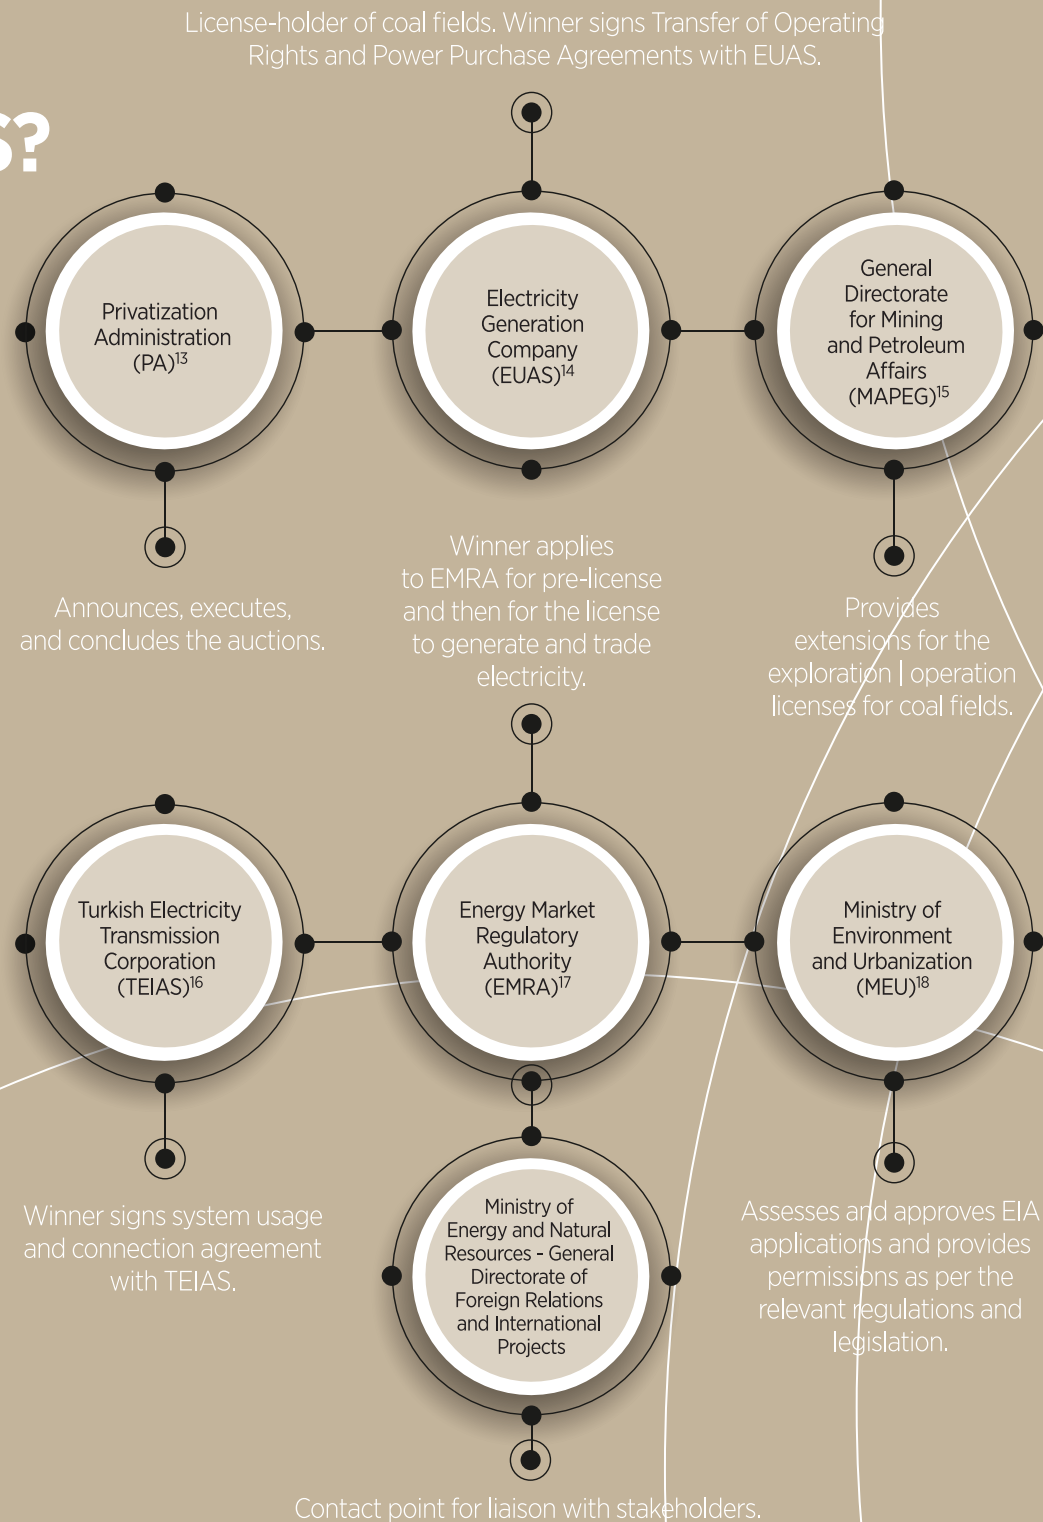 License-holder of coal fields. Winner signs Transfer of Operating
Rights and Power Purchase Agreements with EUAS.
S?
Privatization
Administration
(PA)13
Electricity
Generation
Company
(EUAS)14
General
Directorate
for Mining
and Petroleum
Affairs
(MAPEG)15
Announces, executes,
and concludes the auctions.
Winner applies
to EMRA for pre-license
and then for the license
to generate and trade
electricity.
Provides
extensions for the
exploration | operation
licenses for coal fields.
Turkish Electricity
Transmission
Corporation
(TEIAS)16
Energy Market
Regulatory
Authority
(EMRA)17
Ministry of
Environment
and Urbanization
(MEU)18
Winner signs system usage
and connection agreement
with TEIAS.
Ministry of
Energy and Natural
Resources - General
Directorate of
Foreign Relations
and International
Projects
Assesses and approves EIA
applications and provides
permissions as per the
relevant regulations and
legislation.
Contact point for liaison with stakeholders.